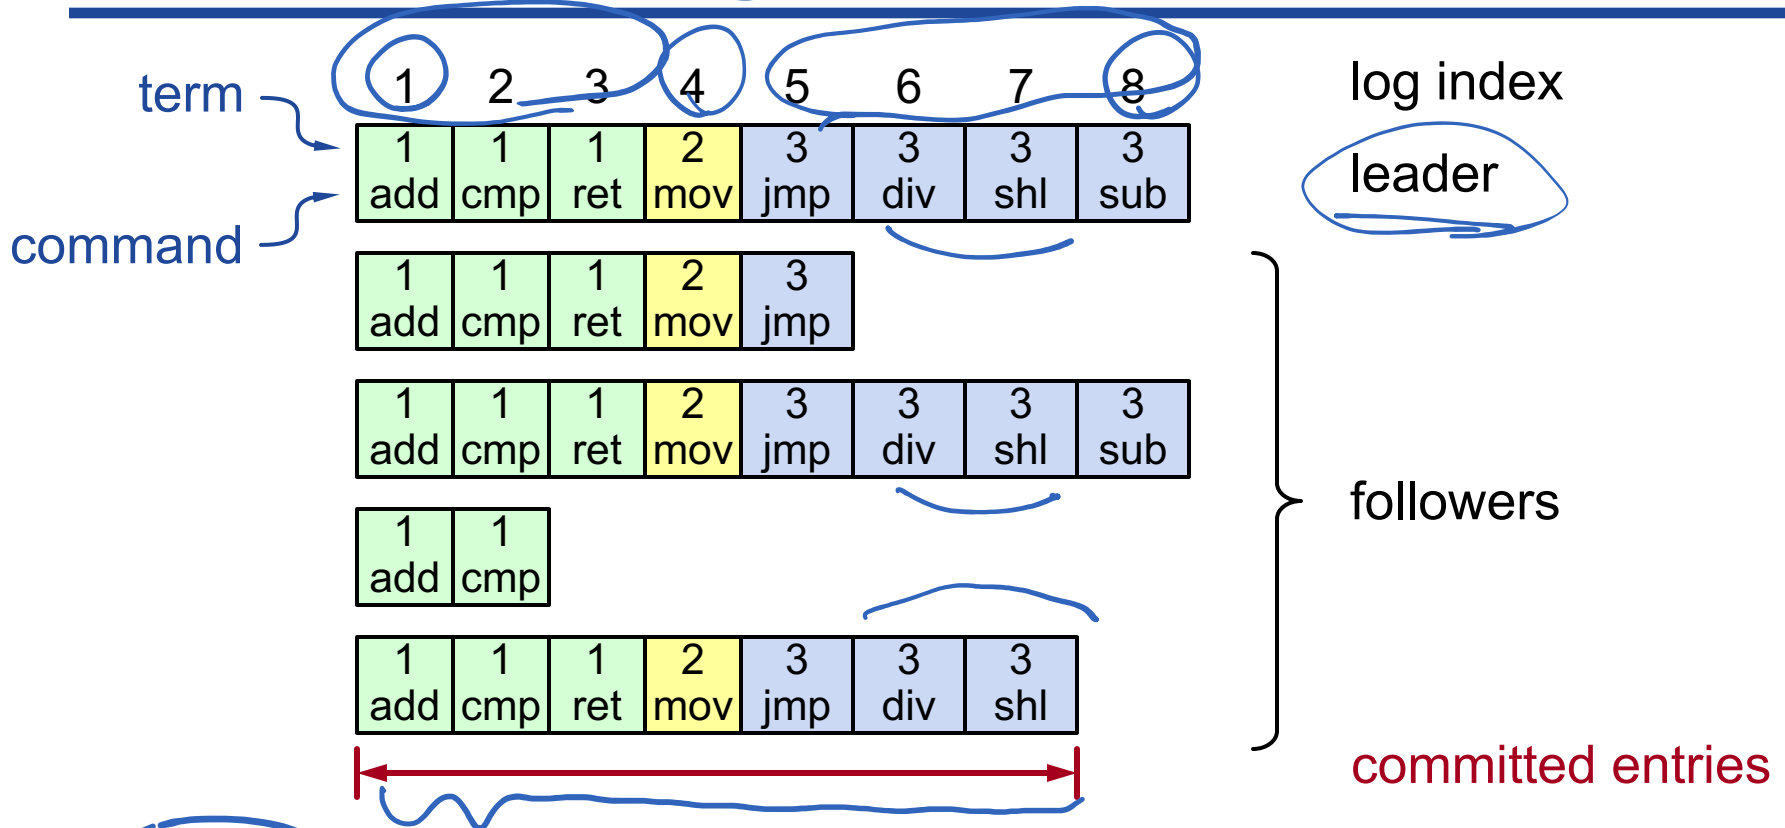 1 2 3 4 5 6 7 8 log index
term
1 1 1 2 3 3 3 3
leader
add cmp ret mov jmp div shl sub
command
1 1 1 2 3
add cmp ret mov jmp
1 1 1 2 3 3 3 3
add cmp ret mov jmp div shl sub
followers
1 1
add cmp
1 1 1 2 3 3 3
add cmp ret mov jmp div shl
committed entries